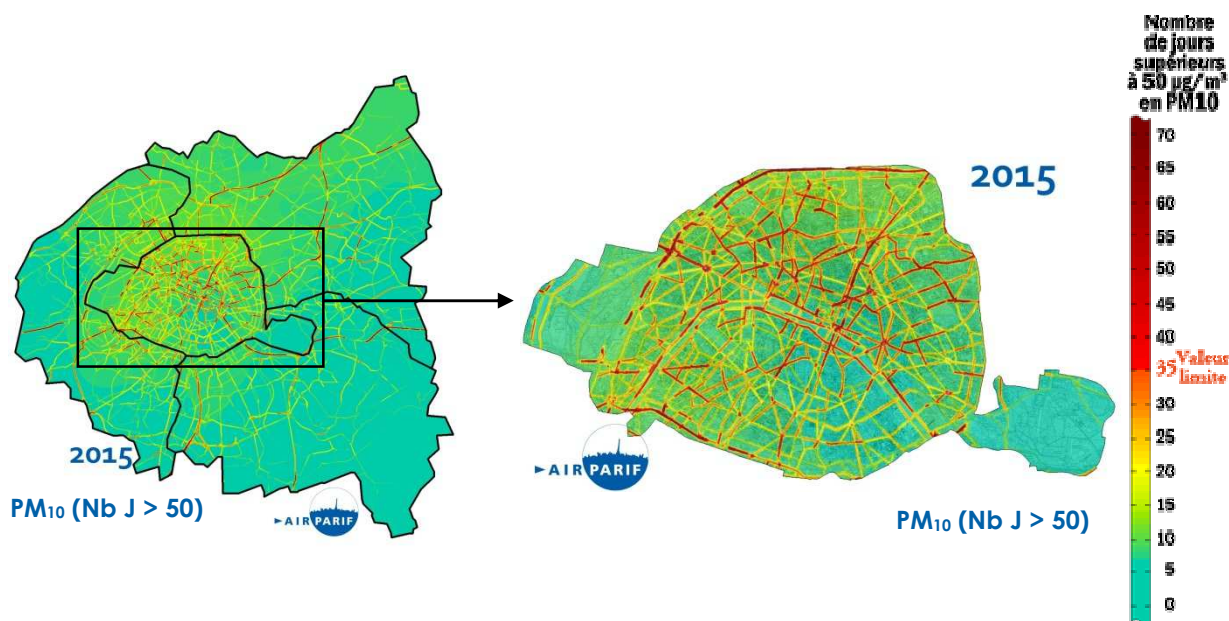 2015
PM₁₀ (Nb J > 50)
AIRPARIF
2015
AIRPARIF
PM₁₀ (Nb J > 50)
Nombre
de jours
supérieurs
à 50 µg/m³
en PM10
70
65
60
55
50
45
40
35 Valeur
limite
30
25
20
15
10
5
0